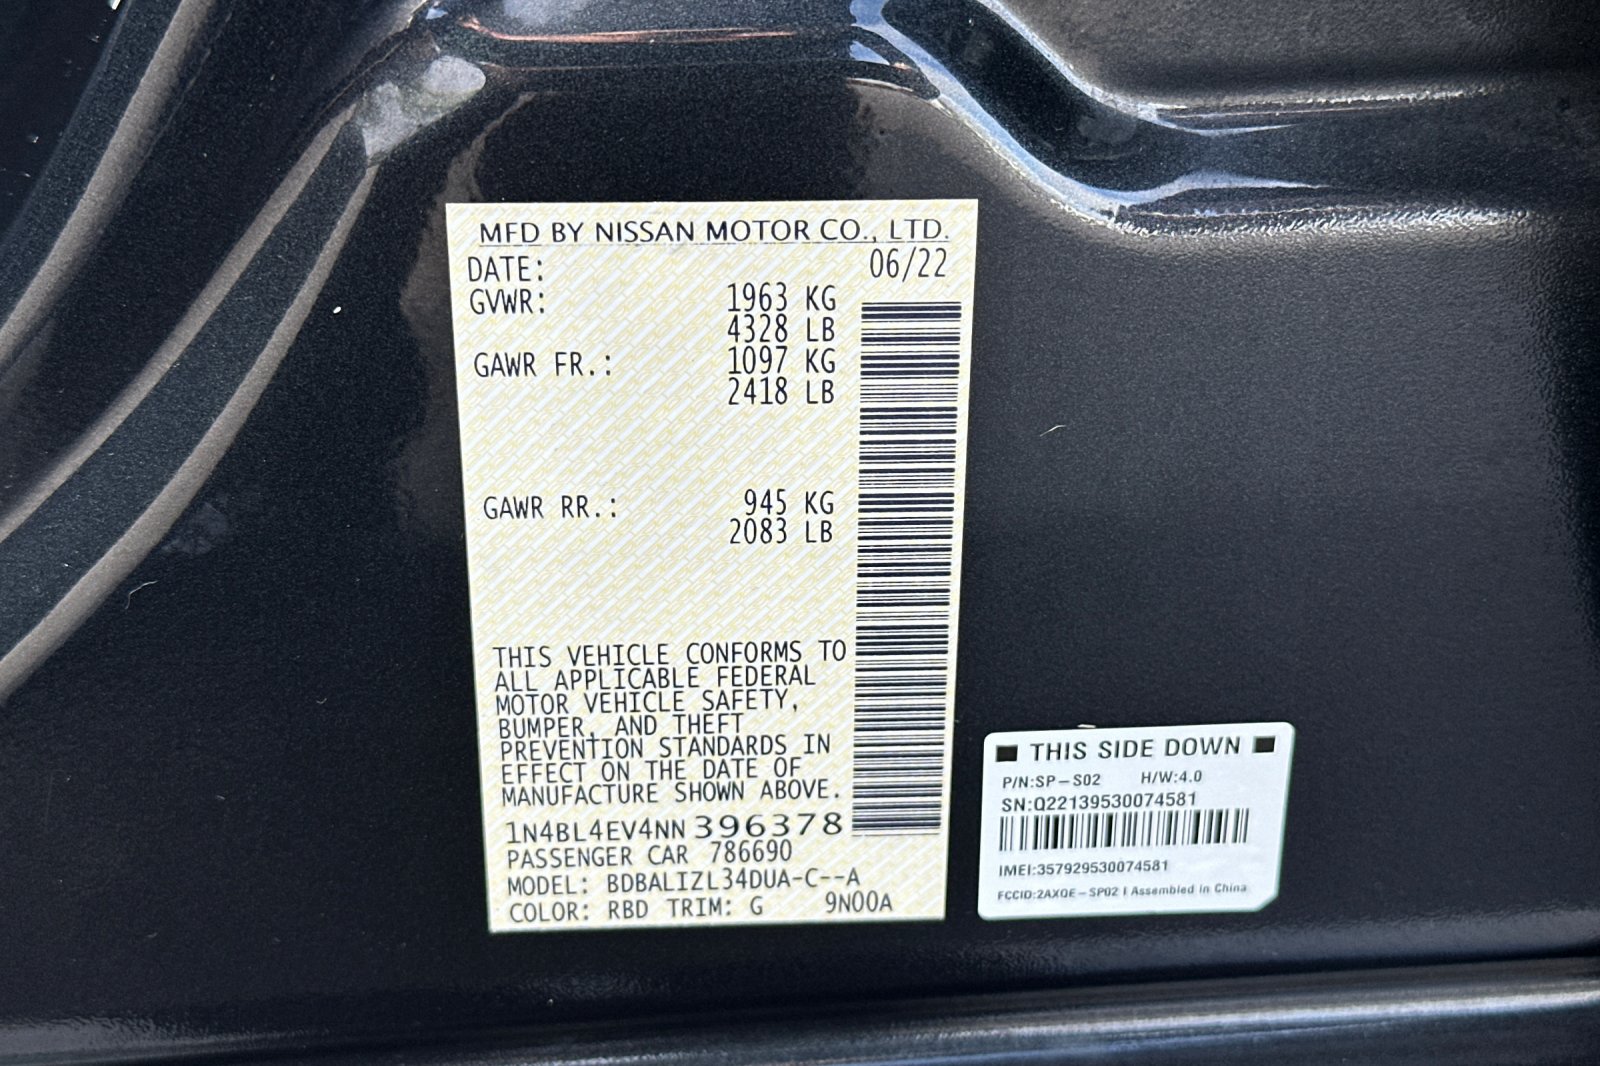 MFD BY NISSAN MOTOR CO., LTD.
DATE: 06/22
GVWR: 1963 KG
4328 LB
GAWR FR.: 1097 KG
2418 LB
GAWR RR.: 945 KG
2083 LB
THIS VEHICLE CONFORMS TO
ALL APPLICABLE FEDERAL
MOTOR VEHICLE SAFETY,
BUMPER, AND THEFT
PREVENTION STANDARDS IN
EFFECT ON THE DATE OF
MANUFACTURE SHOWN ABOVE.
1N4BL4EV4NN396378
PASSENGER CAR 786690
MODEL: BDBALIZL34DUA-C--A
COLOR: RBD TRIM: G 9N00A
THIS SIDE DOWN
P/N:SP-S02 H/W:4.0
SN:Q22139530074581
IMEI:357929530074581
FCCID:2AXQE-SP02 I Assembled in China